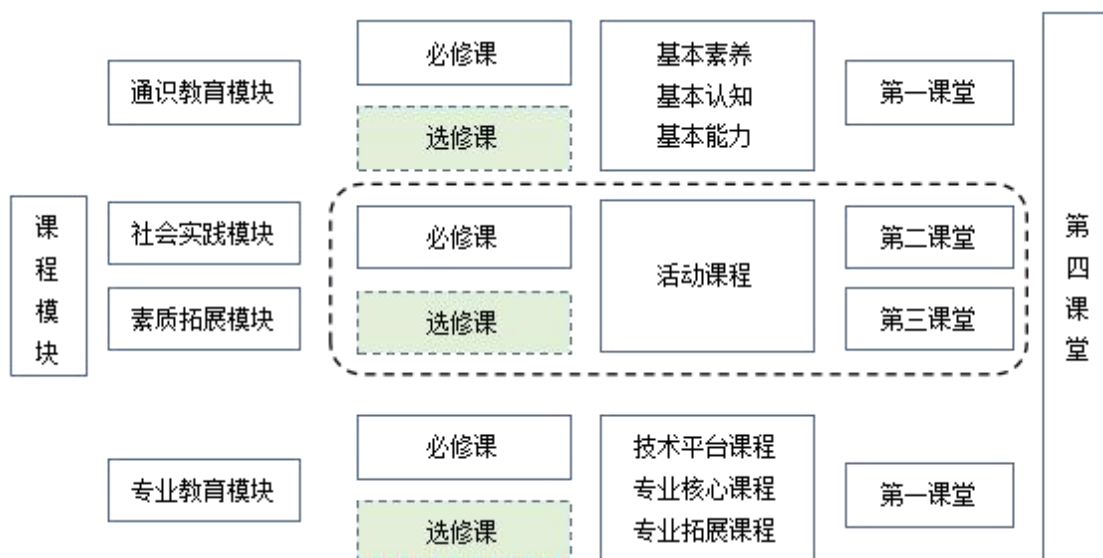 课程模块
通识教育模块
必修课
选修课
基本素养
基本认知
基本能力
第一课堂
社会实践模块
素质拓展模块
必修课
选修课
活动课程
第二课堂
第三课堂
专业教育模块
必修课
选修课
技术平台课程
专业核心课程
专业拓展课程
第一课堂
第四课堂